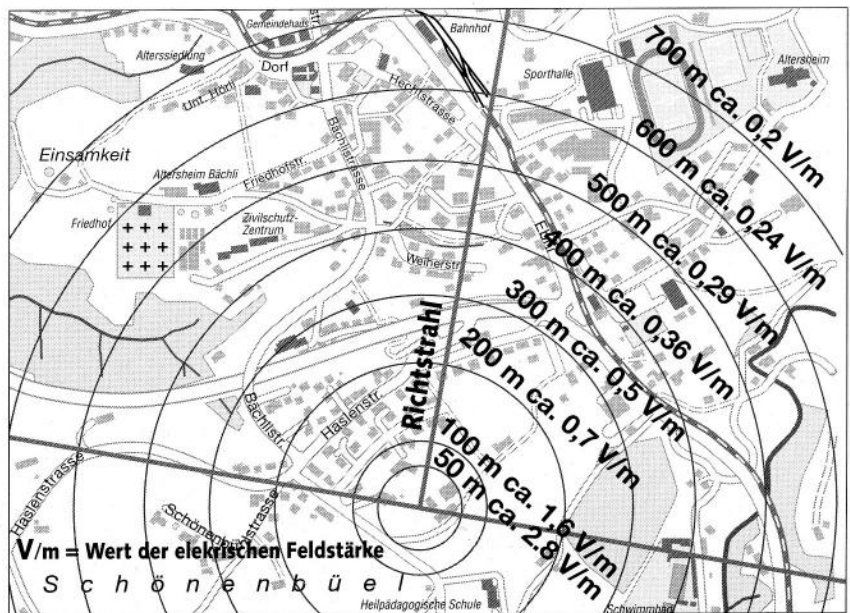 Gemeindehaus
Bahnhof
Alterssiedlung
Dorf
Sporthalle
Altersheim
Unt. Hörli
Hechtstrasse
Bächlistrasse
Einsamkeit
Altersheim Bächli
Friedhofstr.
Friedhof
Zivilschutz-
Zentrum
Weiherstr.
700 m ca. 0,2 V/m
600 m ca. 0,24 V/m
500 m ca. 0,29 V/m
400 m ca. 0,36 V/m
300 m ca. 0,5 V/m
200 m ca. 0,7 V/m
100 m ca. 1,6 V/m
50 m ca. 2.8 V/m
Richtstrahl
Haslenstr.
Bächlistr.
Haslenstrasse
Schönenbüelstrasse
V/m = Wert der elekrischen Feldstärke
Schönenbüel
Heilpädagogische Schule
Schwimmbad